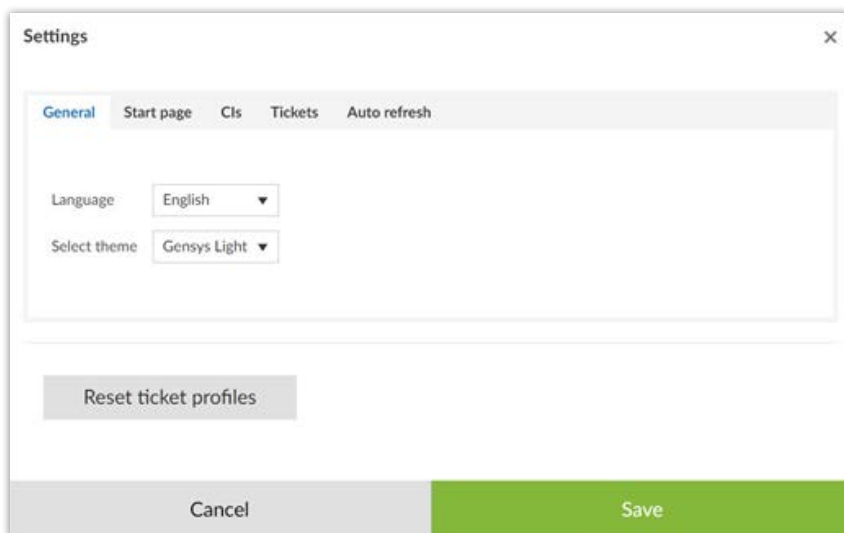 Settings
General Start page CIs Tickets Auto refresh
Language English
Select theme Gensys Light
Reset ticket profiles
Cancel Save